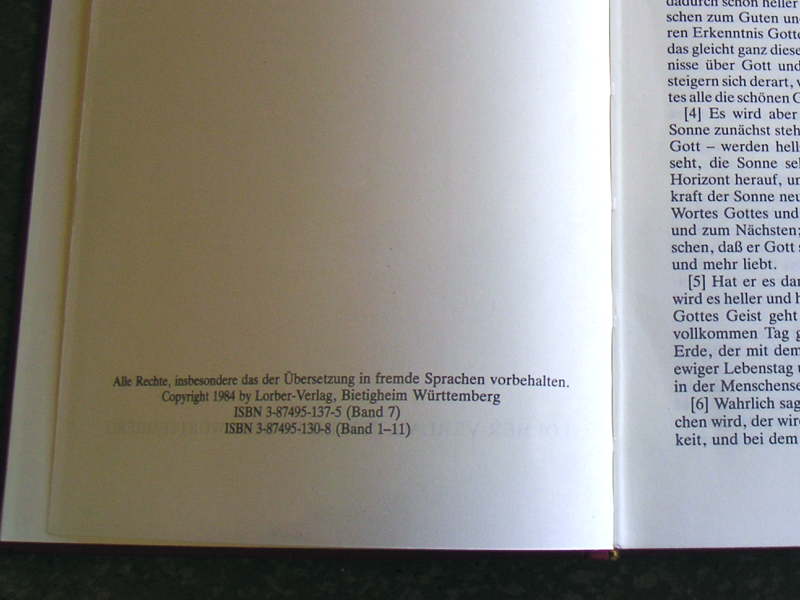 Alle Rechte, insbesondere das der Übersetzung in fremde Sprachen vorbehalten.
Copyright 1984 by Lorber-Verlag, Bietigheim Württemberg
ISBN 3-87495-137-5 (Band 7)
ISBN 3-87495-130-8 (Band 1–11)
dadurch schon heller
schen zum Guten und
ren Erkenntnis Gotte
das gleicht ganz diese
nisse über Gott und
steigern sich derart, w
tes alle die schönen G
[4] Es wird aber
Sonne zunächst steh
Gott – werden hell
seht, die Sonne sel
Horizont herauf, un
kraft der Sonne neu
Wortes Gottes und
und zum Nächsten;
schen, daß er Gott s
und mehr liebt.
[5] Hat er es dar
wird es heller und h
Gottes Geist geht
vollkommen Tag g
Erde, der mit dem
ewiger Lebenstag u
in der Menschense
[6] Wahrlich sag
chen wird, der wird
keit, und bei dem